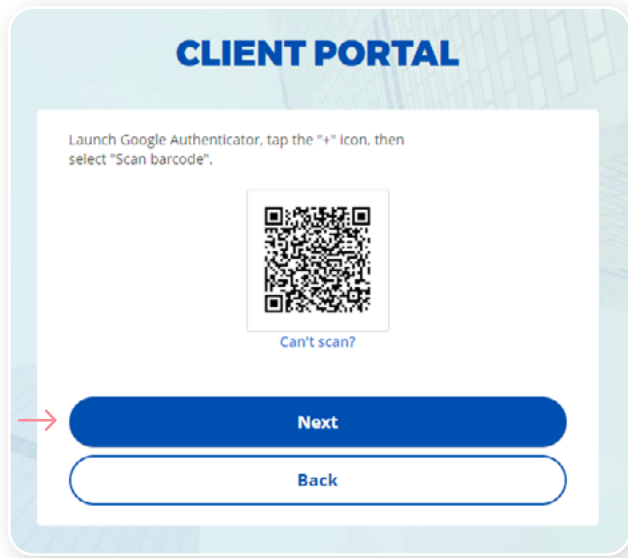 CLIENT PORTAL
Launch Google Authenticator, tap the "+" icon, then
select "Scan barcode".
Can't scan?
Next
Back